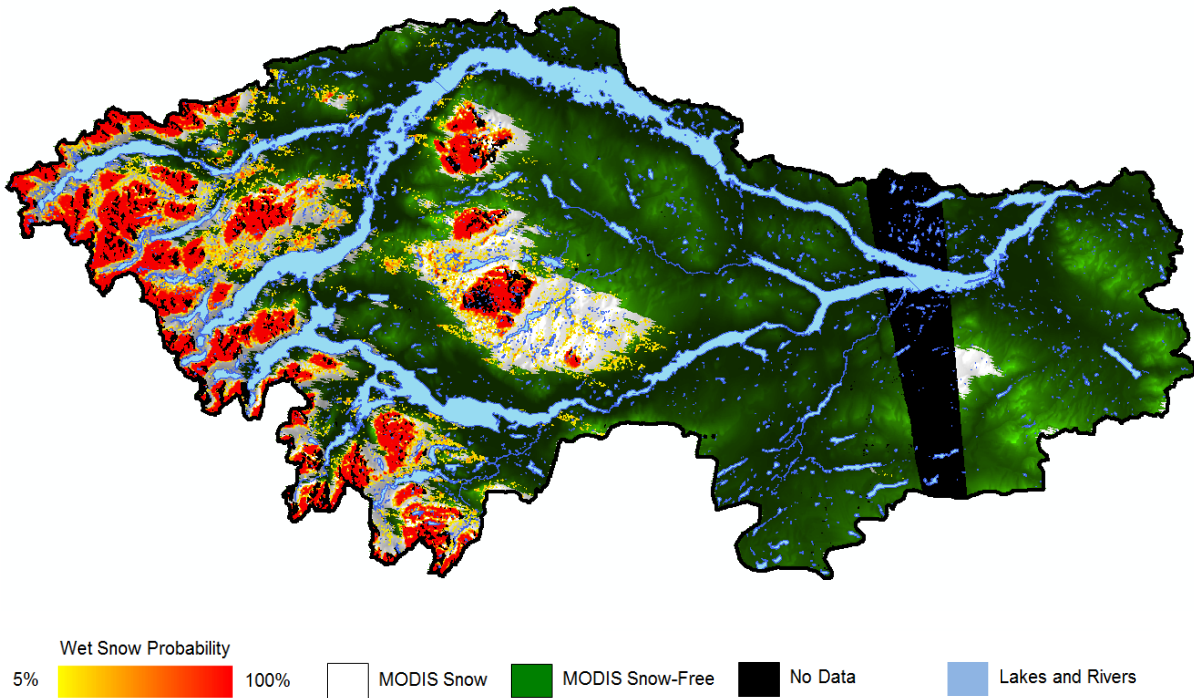 Wet Snow Probability
5% 100% MODIS Snow MODIS Snow-Free No Data Lakes and Rivers